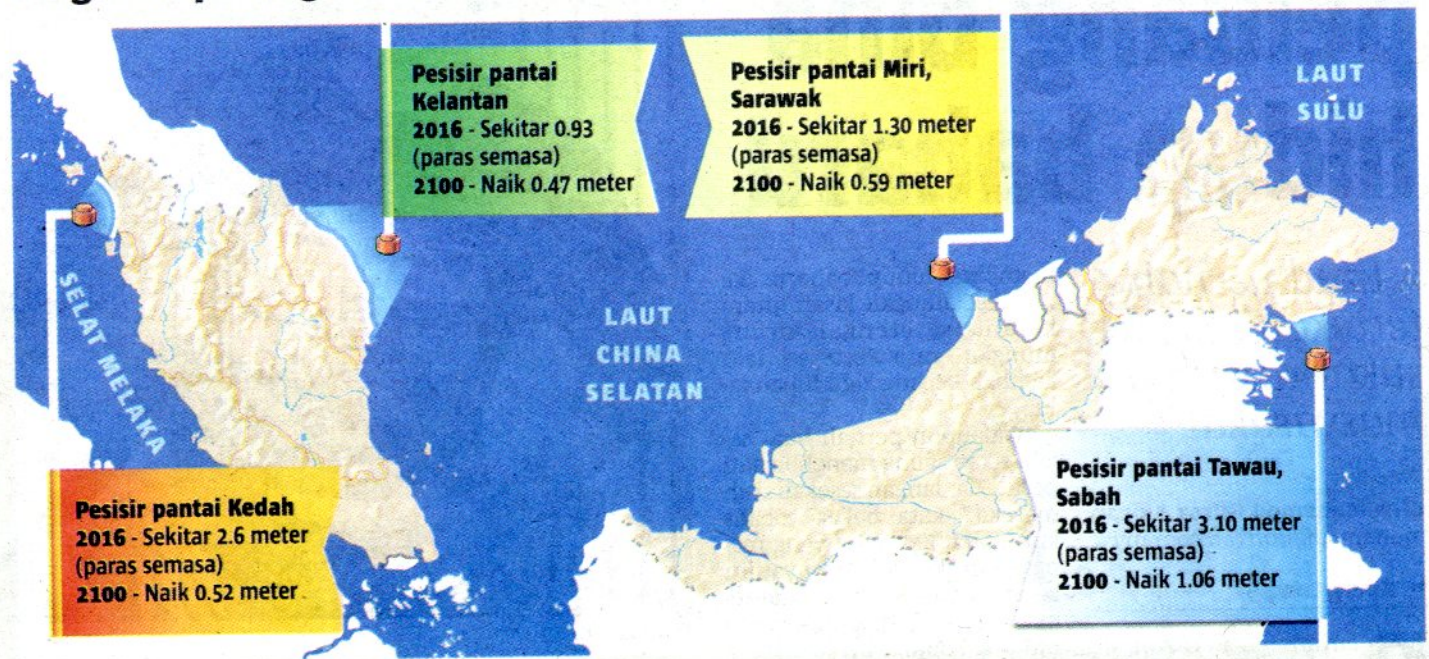 Pesisir pantai
Kelantan
2016 - Sekitar 0.93
(paras semasa)
2100 - Naik 0.47 meter
Pesisir pantai Miri,
Sarawak
2016 - Sekitar 1.30 meter
(paras semasa)
2100 - Naik 0.59 meter
LAUT
SULU
SELAT MELAKA
LAUT
CHINA
SELATAN
Pesisir pantai Kedah
2016 - Sekitar 2.6 meter
(paras semasa)
2100 - Naik 0.52 meter
Pesisir pantai Tawau,
Sabah
2016 - Sekitar 3.10 meter
(paras semasa)
2100 - Naik 1.06 meter